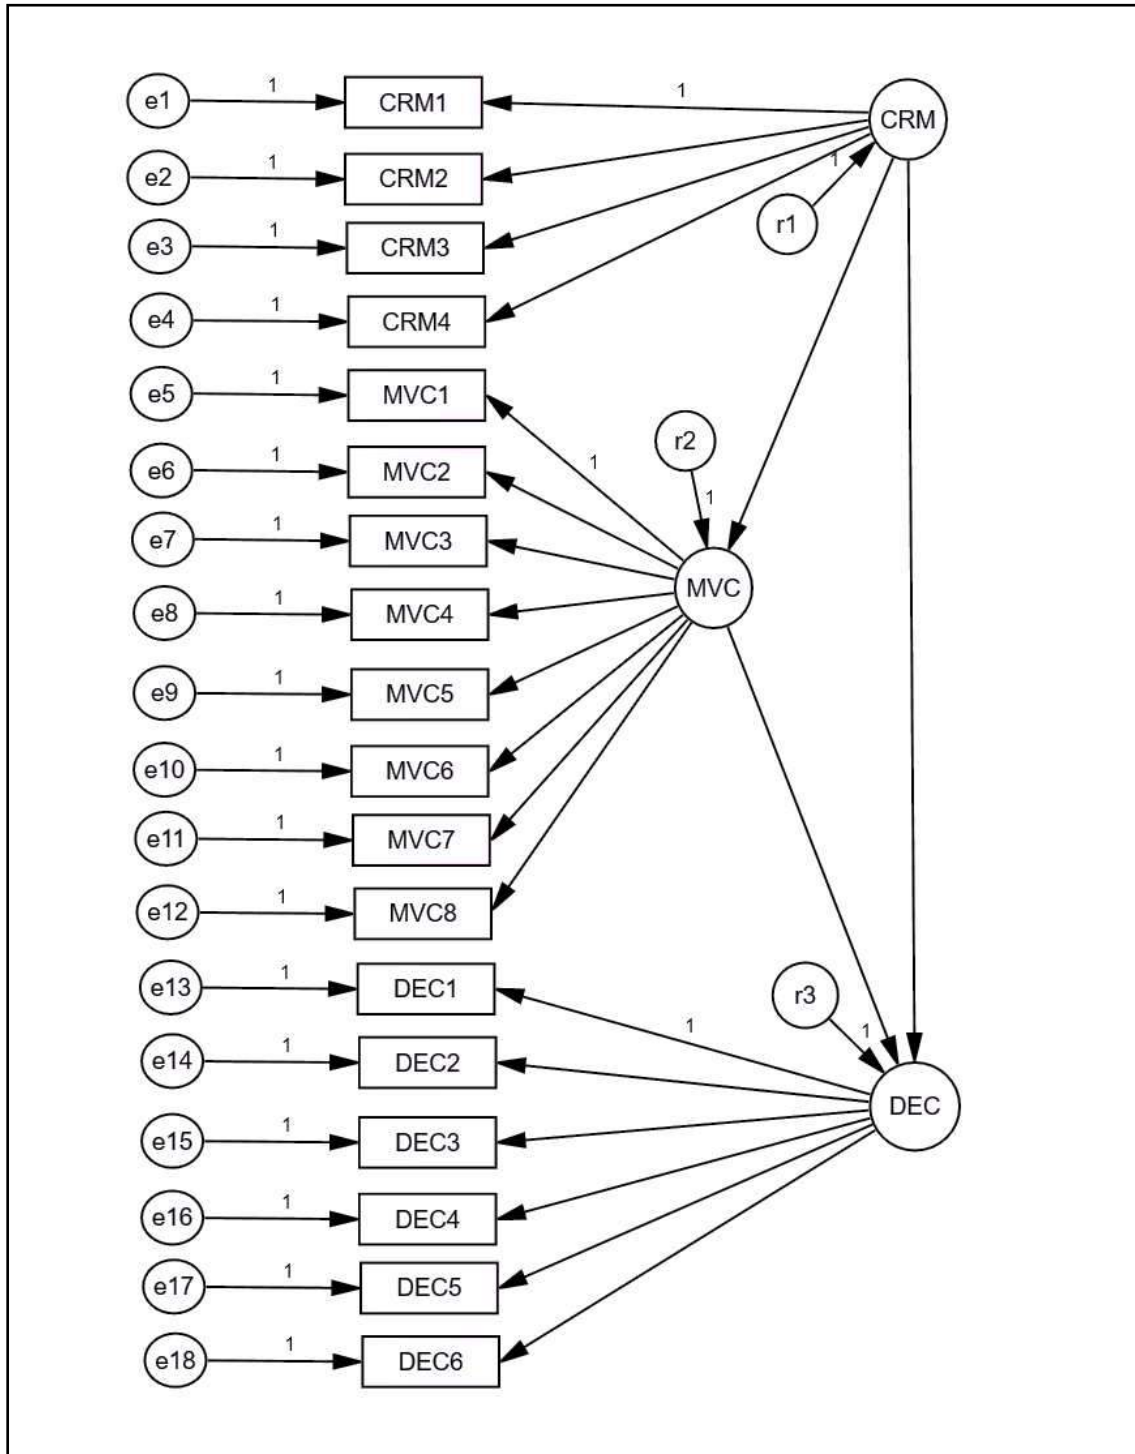 e1 1 CRM1 1 CRM
e2 1 CRM2 1
r1
e3 1 CRM3
e4 1 CRM4
e5 1 MVC1
r2
e6 1 MVC2 1
1
e7 1 MVC3
MVC
e8 1 MVC4
e9 1 MVC5
e10 1 MVC6
e11 1 MVC7
e12 1 MVC8
e13 1 DEC1 r3
1 1
e14 1 DEC2
DEC
e15 1 DEC3
e16 1 DEC4
e17 1 DEC5
e18 1 DEC6